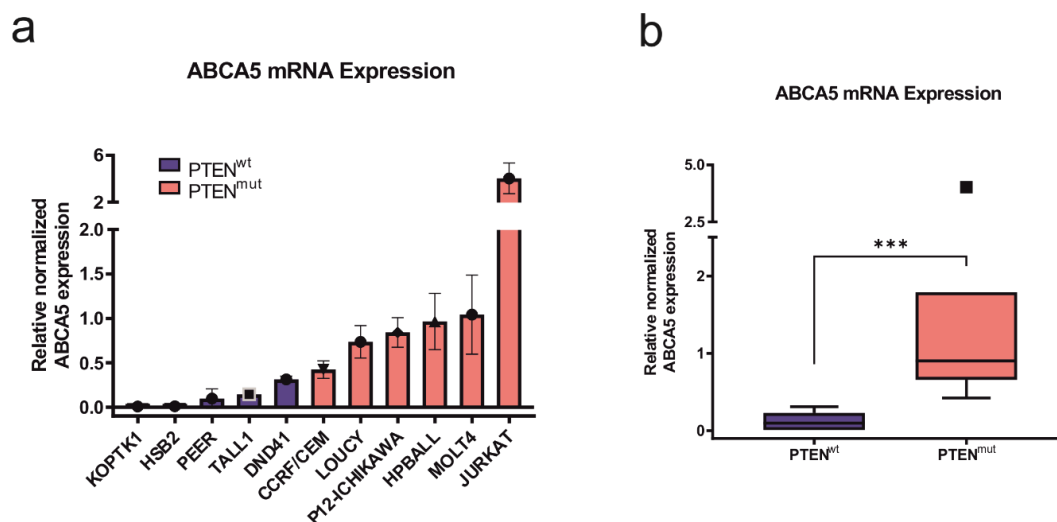 a
ABCA5 mRNA Expression
PTENwt
PTENmut
Relative normalized
ABCA5 expression
6
2
2.0
1.5
1.0
0.5
0.0
KOPTK1
HSB2
PEER
TALL1
DND41
CCRF/CEM
LOUCY
P12-ICHIKAWA
HPBALL
MOLT4
JURKAT
b
ABCA5 mRNA Expression
Relative normalized
ABCA5 expression
5.0
2.5
2
1
0
***
PTENwt
PTENmut